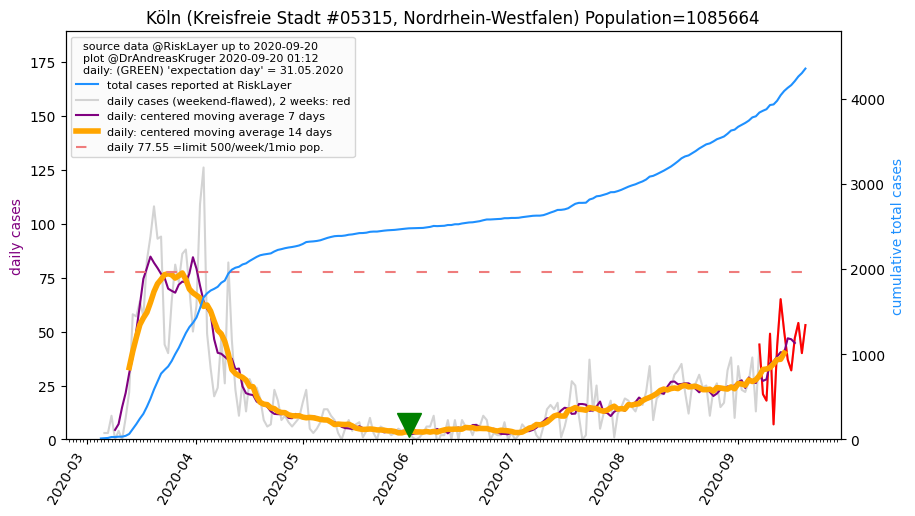 Köln (Kreisfreie Stadt #05315, Nordrhein-Westfalen) Population=1085664
source data @RiskLayer up to 2020-09-20
plot @DrAndreasKruger 2020-09-20 01:12
daily: (GREEN) 'expectation day' = 31.05.2020
total cases reported at RiskLayer
daily cases (weekend-flawed), 2 weeks: red
daily: centered moving average 7 days
daily: centered moving average 14 days
daily 77.55 =limit 500/week/1mio pop.
daily cases
175
150
125
100
75
50
25
0
4000
3000
2000
1000
0
cumulative total cases
2020-03
2020-04
2020-05
2020-06
2020-07
2020-08
2020-09